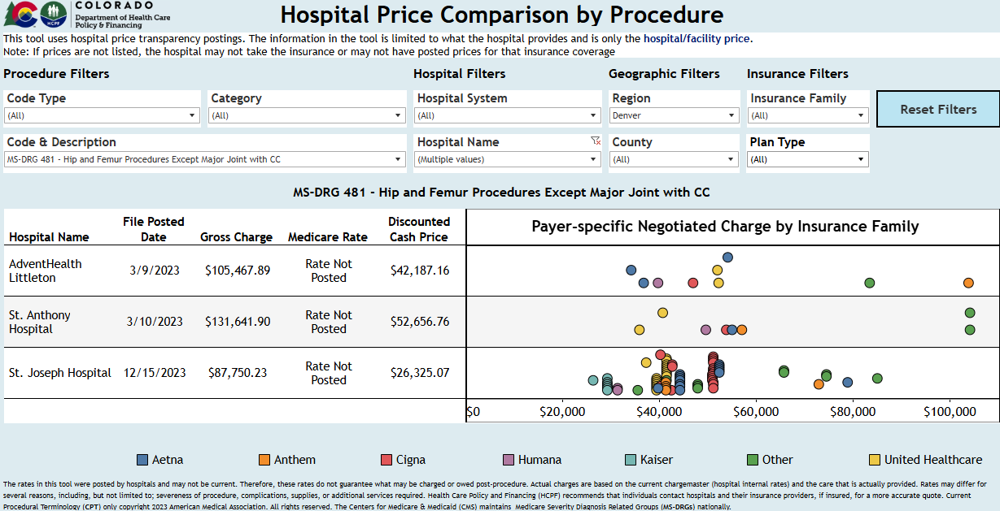 COLORADO
Department of Health Care
Policy & Financing
HCPF
Hospital Price Comparison by Procedure
This tool uses hospital price transparency postings. The information in the tool is limited to what the hospital provides and is only the hospital/facility price.
Note: If prices are not listed, the hospital may not take the insurance or may not have posted prices for that insurance coverage
Procedure Filters
Hospital Filters
Geographic Filters
Insurance Filters
Code Type
Category
Hospital System
Region
Insurance Family
(All)
(All)
(All)
Denver
(All)
Reset Filters
Code & Description
Hospital Name
County
Plan Type
MS-DRG 481 - Hip and Femur Procedures Except Major Joint with CC
(Multiple values)
(All)
(All)
MS-DRG 481 - Hip and Femur Procedures Except Major Joint with CC
Hospital Name
File Posted
Date
Gross Charge
Medicare Rate
Discounted
Cash Price
Payer-specific Negotiated Charge by Insurance Family
AdventHealth
Littleton
3/9/2023
$105,467.89
Rate Not
Posted
$42,187.16
St. Anthony
Hospital
3/10/2023
$131,641.90
Rate Not
Posted
$52,656.76
St. Joseph Hospital
12/15/2023
$87,750.23
Rate Not
Posted
$26,325.07
$0
$20,000
$40,000
$60,000
$80,000
$100,000
Aetna
Anthem
Cigna
Humana
Kaiser
Other
United Healthcare
The rates in this tool were posted by hospitals and may not be current. Therefore, these rates do not guarantee what may be charged or owed post-procedure. Actual charges are based on the current chargemaster (hospital internal rates) and the care that is actually provided. Rates may differ for
several reasons, including, but not limited to; severeness of procedure, complications, supplies, or additional services required. Health Care Policy and Financing (HCPF) recommends that individuals contact hospitals and their insurance providers, if insured, for a more accurate quote. Current
Procedural Terminology (CPT) only copyright 2023 American Medical Association. All rights reserved. The Centers for Medicare & Medicaid (CMS) maintains Medicare Severity Diagnosis Related Groups (MS-DRGs) nationally.